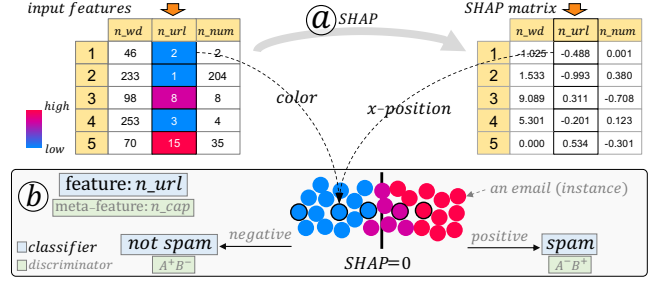 input features
SHAP matrix
a SHAP
n_wd n_url n_num
1 46 2 2
2 233 1 204
3 98 8 8
4 253 3 4
5 70 15 35
n_wd n_url n_num
1 -1.025 -0.488 0.001
2 1.533 -0.993 0.380
3 9.089 0.311 -0.708
4 5.301 -0.201 0.123
5 0.000 0.534 -0.301
high
low
color
x-position
b
feature: n_url
meta-feature: n_cap
an email (instance)
classifier
discriminator
not spam
A⁺B⁻
negative
SHAP=0
positive
spam
A⁻B⁺